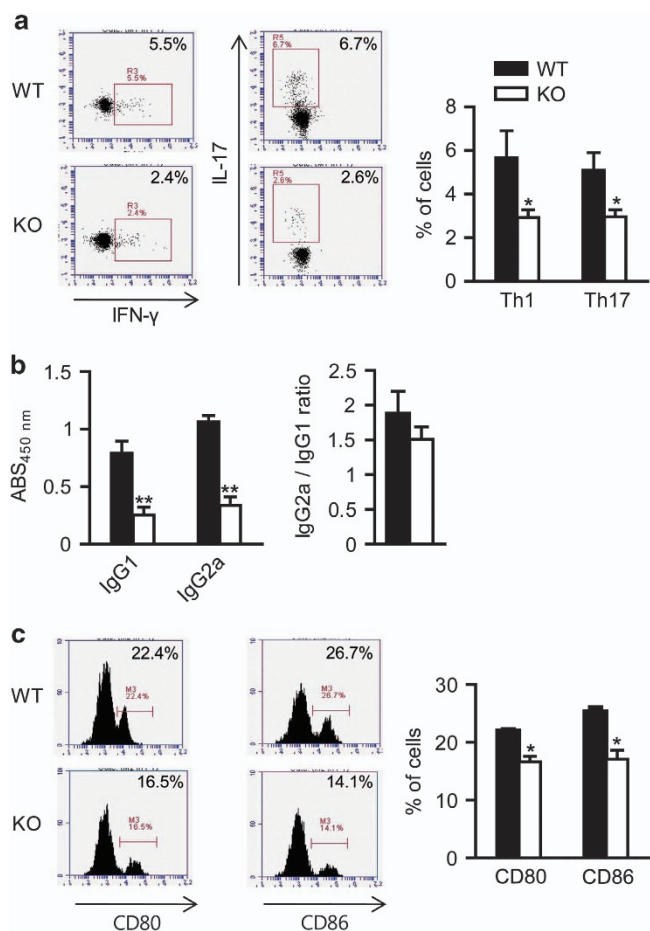 a
5.5%
R3
5.5%
WT
6.7%
R5
6.7%
2.4%
R3
2.4%
KO
2.6%
R5
2.6%
IL-17
IFN-γ
WT
KO
% of cells
8
6
4
2
0
*
*
Th1
Th17
b
ABS450 nm
1.5
1
0.5
0
**
**
IgG1
IgG2a
IgG2a / IgG1 ratio
2.5
2
1.5
1
0.5
0
c
WT
22.4%
M3
22.4%
26.7%
M3
26.7%
KO
16.5%
M3
16.5%
14.1%
M3
14.1%
CD80
CD86
% of cells
30
20
10
0
*
*
CD80
CD86